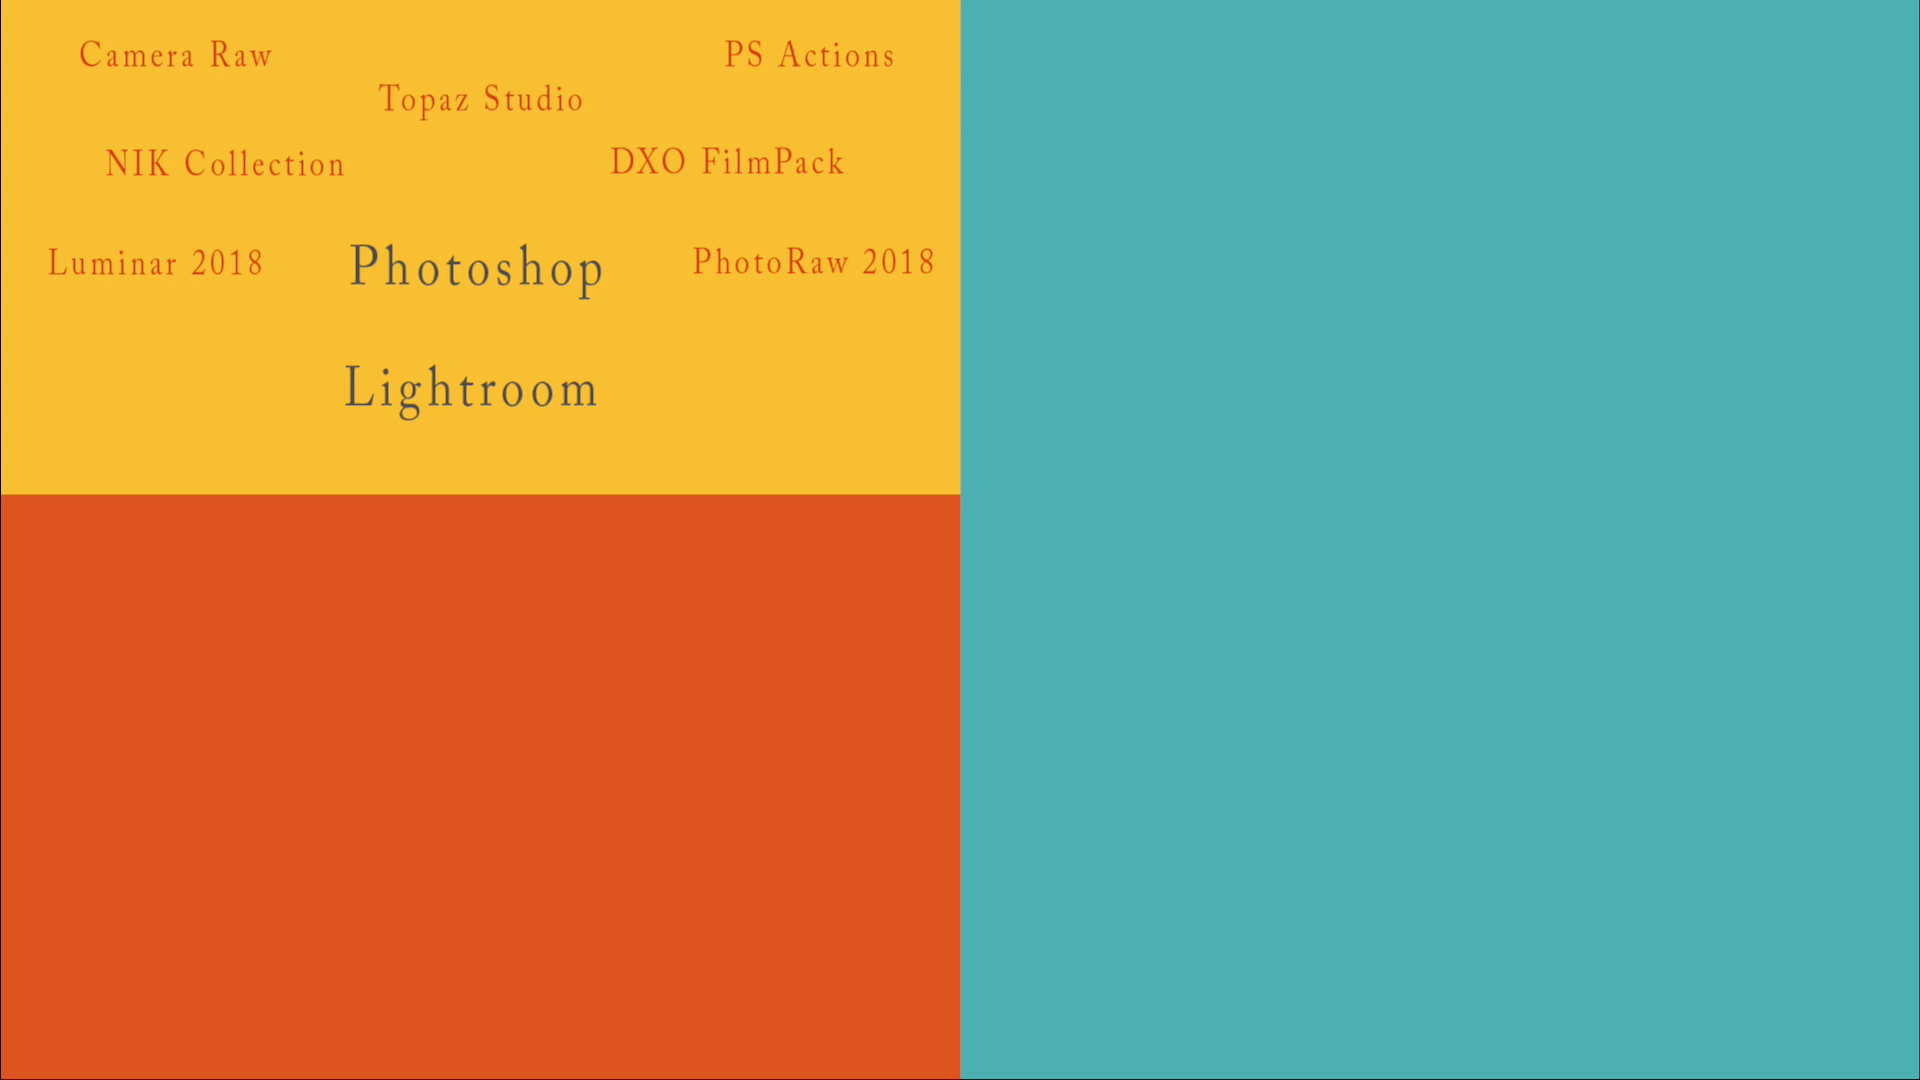 Camera Raw
PS Actions
Topaz Studio
NIK Collection
DXO FilmPack
Luminar 2018
Photoshop
PhotoRaw 2018
Lightroom